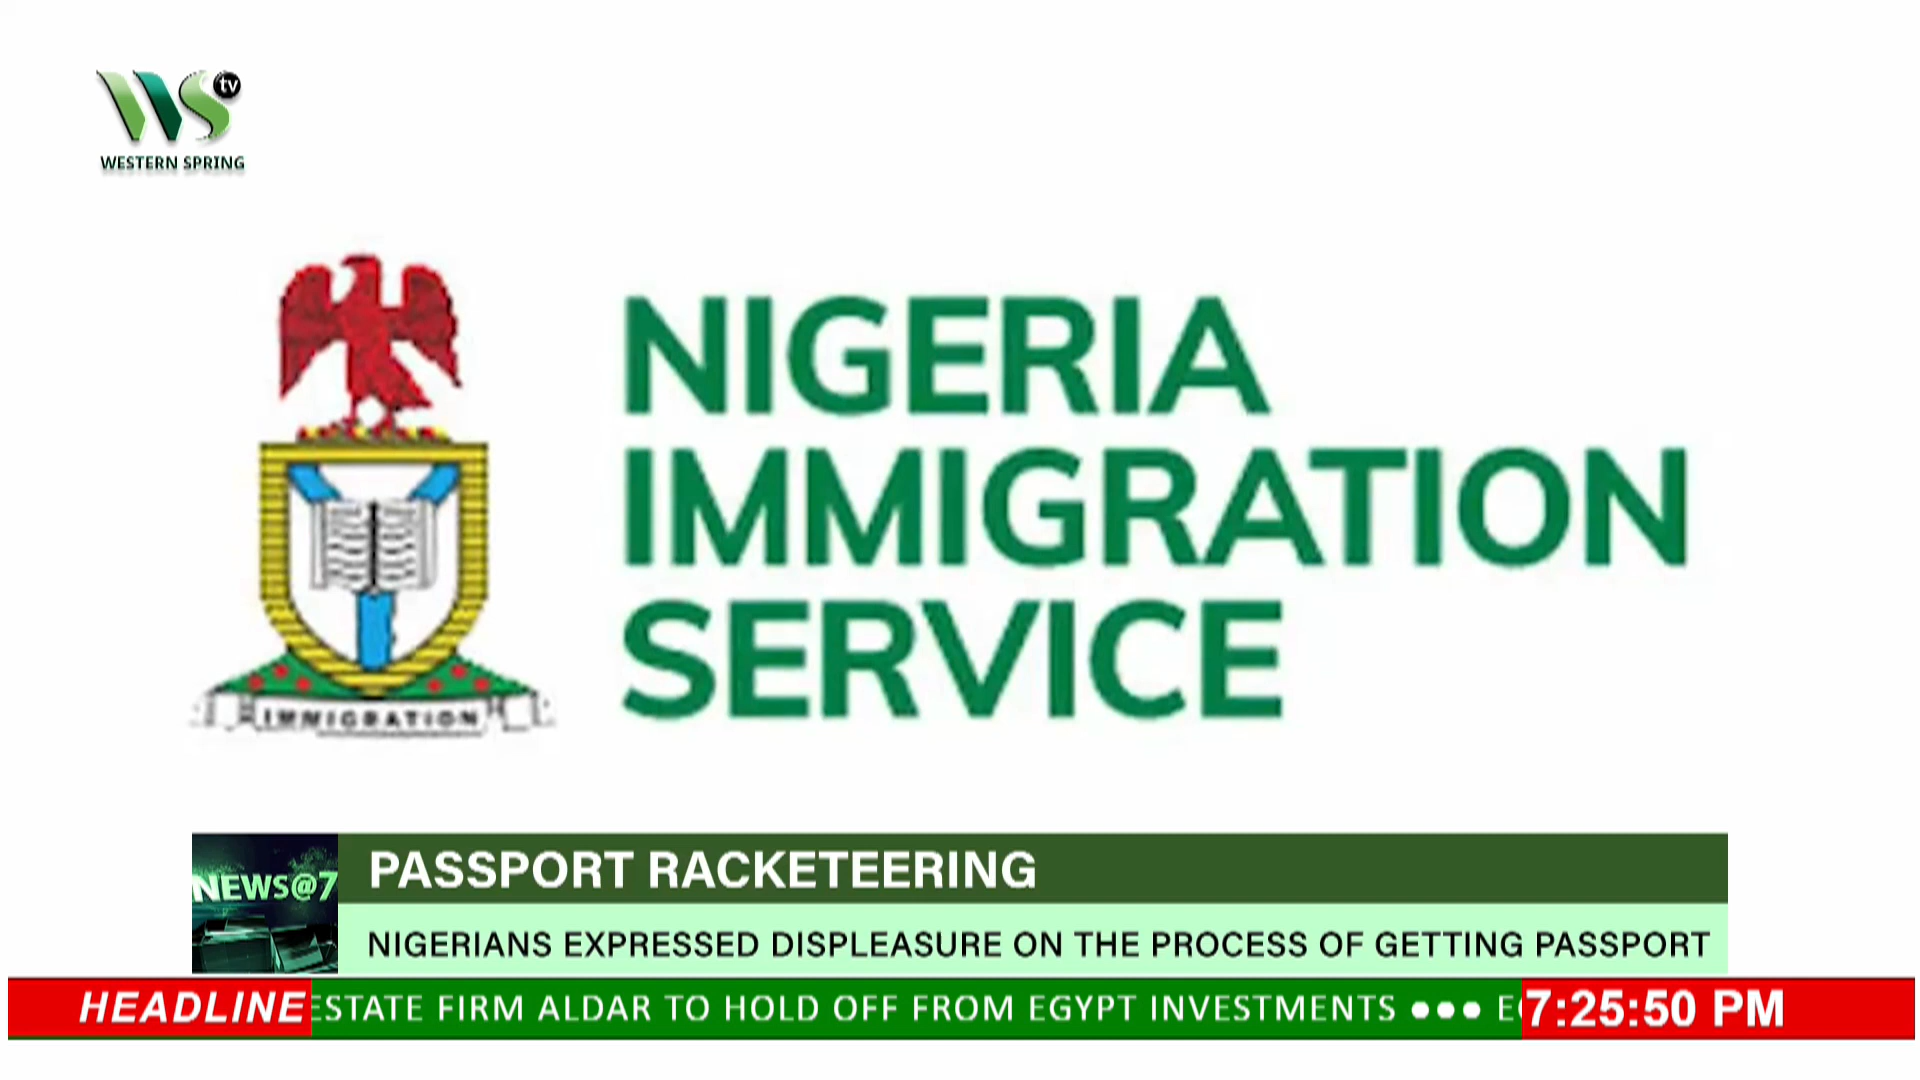 WS tv
WESTERN SPRING
NIGERIA
IMMIGRATION
SERVICE
IMMIGRATION
NEWS@7
PASSPORT RACKETEERING
NIGERIANS EXPRESSED DISPLEASURE ON THE PROCESS OF GETTING PASSPORT
HEADLINE
ESTATE FIRM ALDAR TO HOLD OFF FROM EGYPT INVESTMENTS ●●● E
7:25:50 PM